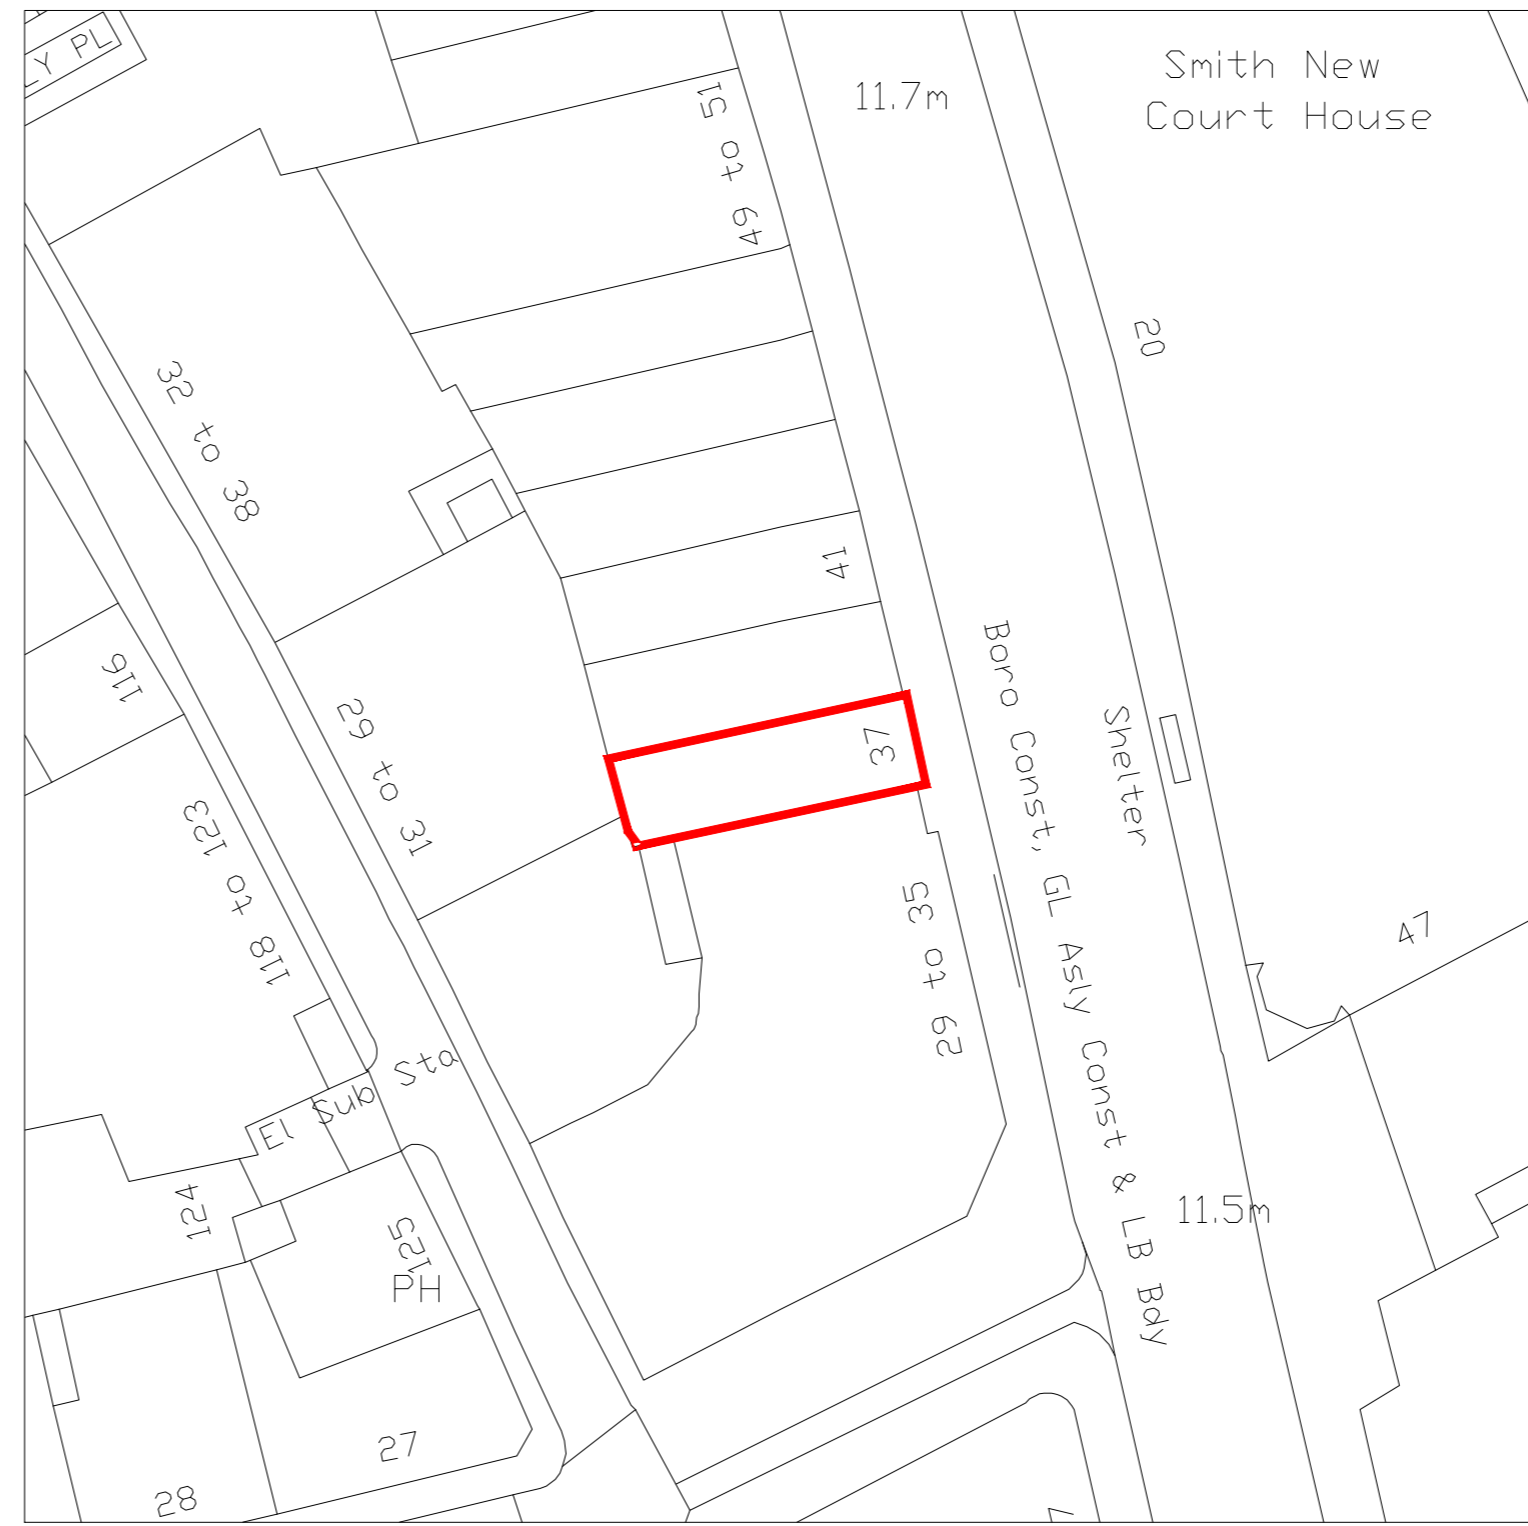 LY PL
Smith New
Court House
11.7m
49 to 51
20
32 to 38
41
116
Boro Const, GL Asly Const & LB Bdy
Shelter
29 to 31
37
118 to 123
29 to 35
47
El Sub Sta
124
125
PH
11.5m
27
28